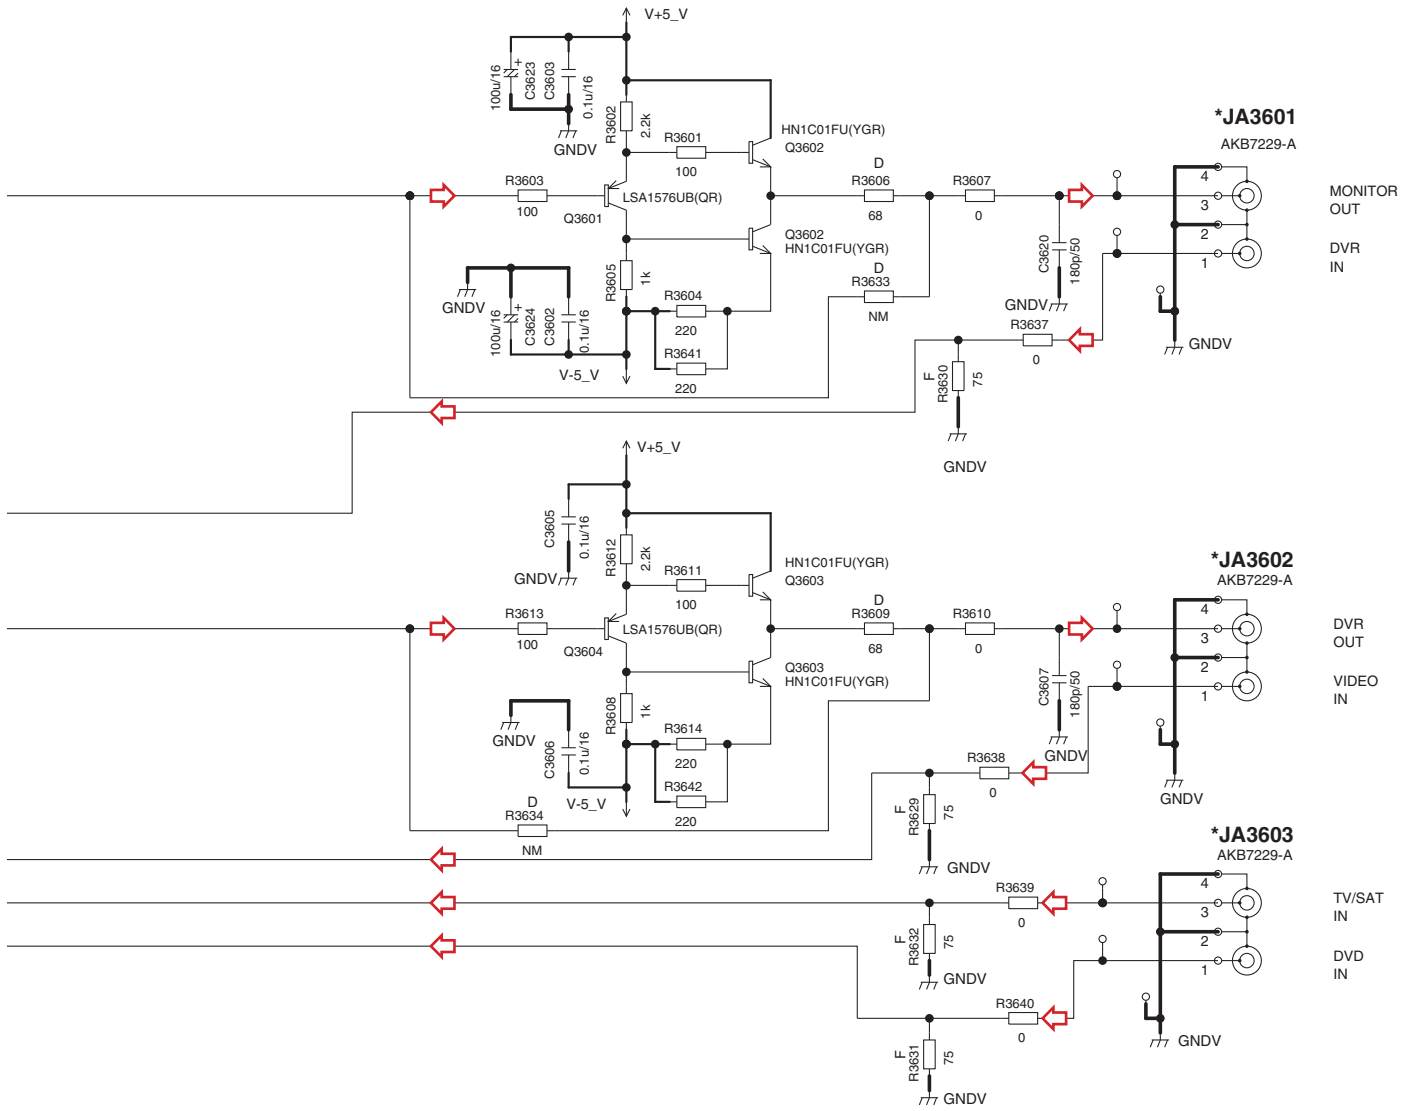 V+5_V
100u/16
+
C3623
C3603
0.1u/16
GNDV
R3602
2.2k
R3601
100
HN1C01FU(YGR)
Q3602
*JA3601
AKB7229-A
R3603
100
Q3601
LSA1576UB(QR)
D
R3606
68
R3607
0
4
3
2
1
MONITOR
OUT
DVR
IN
Q3602
HN1C01FU(YGR)
R3605
1k
D
R3633
NM
C3620
180p/50
GNDV
GNDV
100u/16
+
C3624
C3602
0.1u/16
R3604
220
R3641
220
V-5_V
R3637
0
GNDV
F
R3630
75
GNDV
V+5_V
C3605
0.1u/16
GNDV
R3612
2.2k
R3611
100
HN1C01FU(YGR)
Q3603
*JA3602
AKB7229-A
R3613
100
Q3604
LSA1576UB(QR)
D
R3609
68
R3610
0
4
3
2
1
DVR
OUT
VIDEO
IN
Q3603
HN1C01FU(YGR)
R3608
1k
C3607
180p/50
GNDV
GNDV
C3606
0.1u/16
R3614
220
R3642
220
V-5_V
D
R3634
NM
R3638
0
GNDV
F
R3629
75
GNDV
*JA3603
AKB7229-A
R3639
0
4
3
2
1
TV/SAT
IN
DVD
IN
F
R3632
75
GNDV
R3640
0
GNDV
F
R3631
75
GNDV